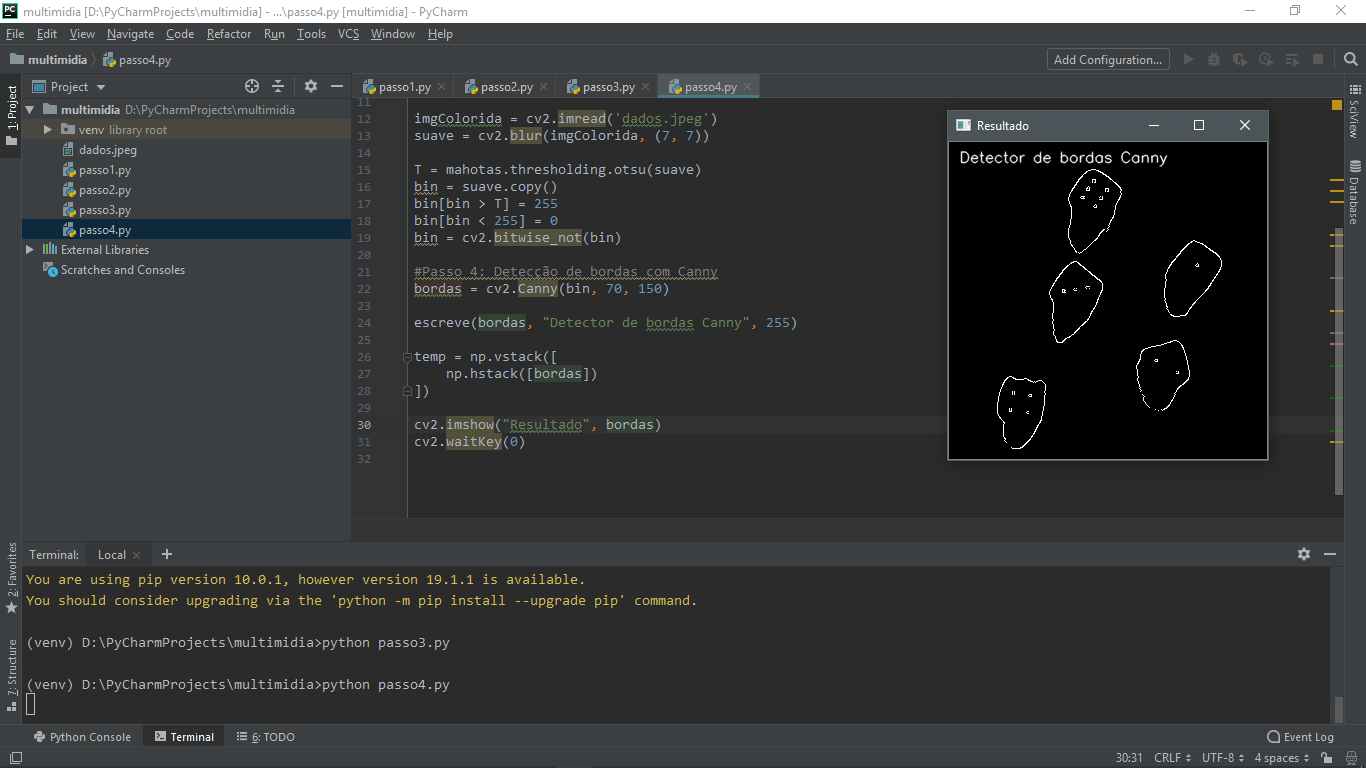 multimidia [D:\PyCharmProjects\multimidia] - ...\passo4.py [multimidia] - PyCharm
File Edit View Navigate Code Refactor Run Tools VCS Window Help
multimidia passo4.py Add Configuration...
1: Project
Project
multimidia D:\PyCharmProjects\multimidia
venv library root
dados.jpeg
passo1.py
passo2.py
passo3.py
passo4.py
External Libraries
Scratches and Consoles
passo1.py passo2.py passo3.py passo4.py
11
12 imgColorida = cv2.imread('dados.jpeg')
13 suave = cv2.blur(imgColorida, (7, 7))
14
15 T = mahotas.thresholding.otsu(suave)
16 bin = suave.copy()
17 bin[bin > T] = 255
18 bin[bin < 255] = 0
19 bin = cv2.bitwise_not(bin)
20
21 #Passo 4: Detecção de bordas com Canny
22 bordas = cv2.Canny(bin, 70, 150)
23
24 escreve(bordas, "Detector de bordas Canny", 255)
25
26 temp = np.vstack([
27 np.hstack([bordas])
28 ])
29
30 cv2.imshow("Resultado", bordas)
31 cv2.waitKey(0)
32
Resultado
Detector de bordas Canny
SciView
Database
2: Favorites
7: Structure
Terminal: Local
You are using pip version 10.0.1, however version 19.1.1 is available.
You should consider upgrading via the 'python -m pip install --upgrade pip' command.
(venv) D:\PyCharmProjects\multimidia>python passo3.py
(venv) D:\PyCharmProjects\multimidia>python passo4.py
Python Console Terminal 6: TODO Event Log
30:31 CRLF UTF-8 4 spaces